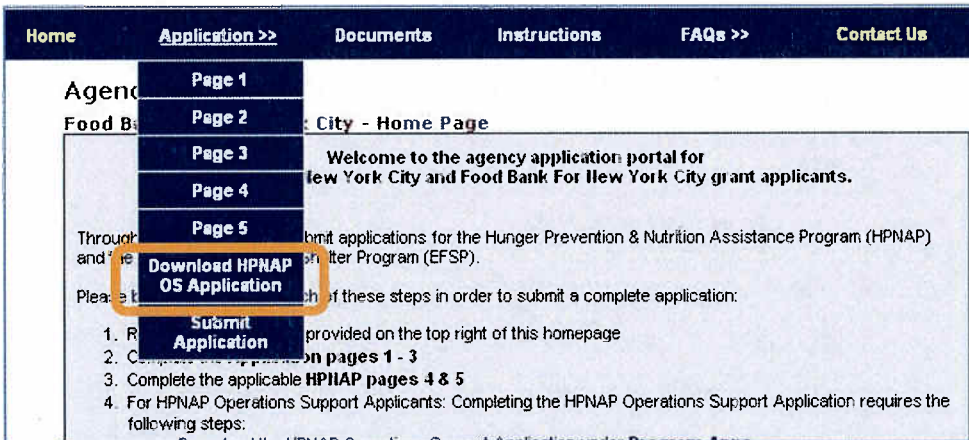 Home Application >> Documents Instructions FAQs >> Contact Us
Page 1
Page 2
Page 3
Page 4
Page 5
Download HPNAP
OS Application
Submit
Application
Food B City - Home Page
Welcome to the agency application portal for
New York City and Food Bank For New York City grant applicants.
Through bmit applications for the Hunger Prevention & Nutrition Assistance Program (HPNAP)
and the lter Program (EFSP).
of these steps in order to submit a complete application:
1. R provided on the top right of this homepage
2. on pages 1 - 3
3. Complete the applicable HPNAP pages 4 & 5
4. For HPNAP Operations Support Applicants: Completing the HPNAP Operations Support Application requires the
following steps: